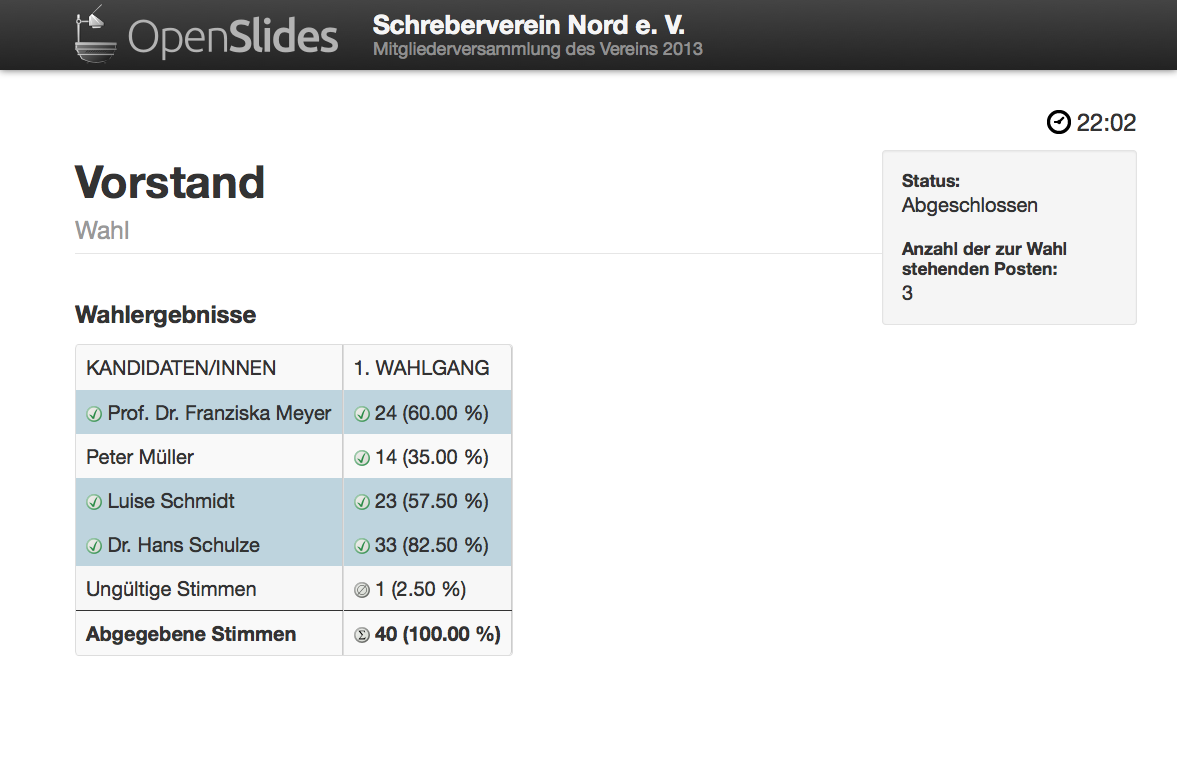 OpenSlides
Schreberverein Nord e. V.
Mitgliederversammlung des Vereins 2013
22:02
Vorstand
Wahl
Status:
Abgeschlossen
Anzahl der zur Wahl
stehenden Posten:
3
Wahlergebnisse
KANDIDATEN/INNEN 1. WAHLGANG
Prof. Dr. Franziska Meyer 24 (60.00 %)
Peter Müller 14 (35.00 %)
Luise Schmidt 23 (57.50 %)
Dr. Hans Schulze 33 (82.50 %)
Ungültige Stimmen 1 (2.50 %)
Abgegebene Stimmen Σ 40 (100.00 %)